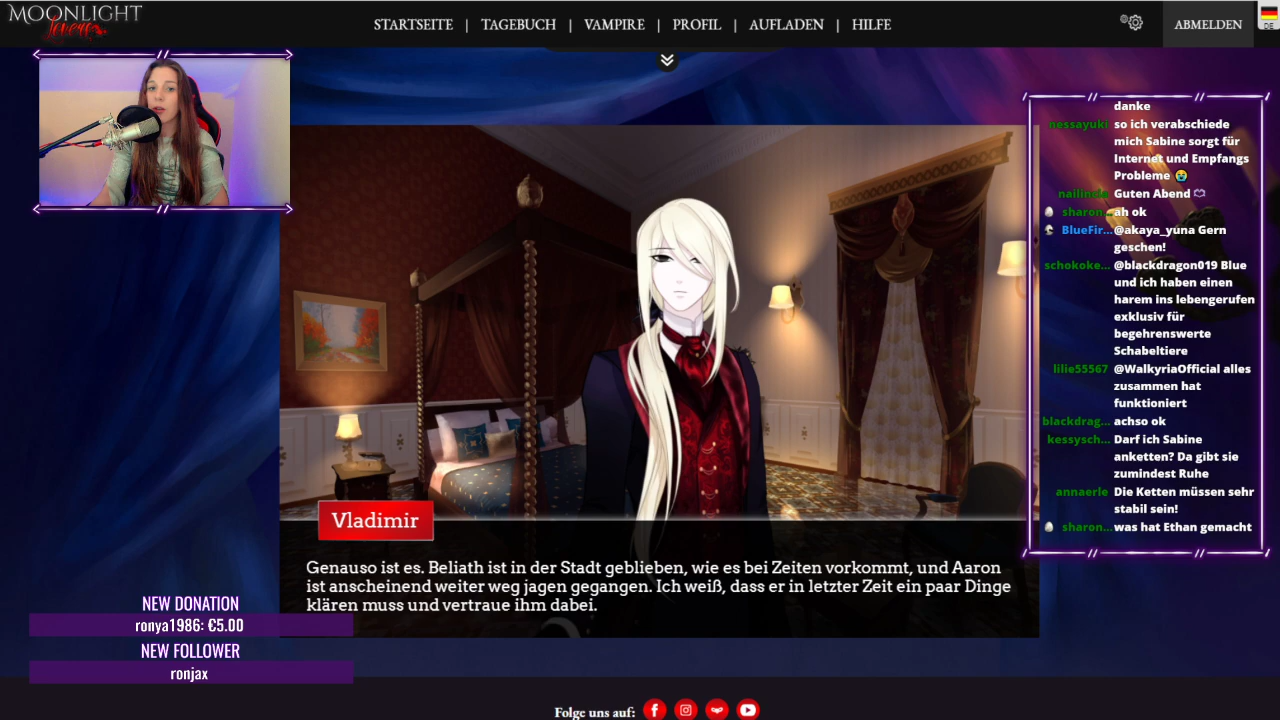 MOONLIGHT
Lovers
STARTSEITE | TAGEBUCH | VAMPIRE | PROFIL | AUFLADEN | HILFE
ABMELDEN
DE
danke
nessayuki so ich verabschiede
mich Sabine sorgt für
Internet und Empfangs
Probleme 😭
Guten Abend
sharon... ah ok
BlueFir... @akaya_yuna Gern
geschen!
schokoke... @blackdragon019 Blue
und ich haben einen
harem ins lebengerufen
exklusiv für
begehrenswerte
Schabeltiere
lilie55567 @WalkyriaOfficial alles
zusammen hat
funktioniert
blackdrag... achso ok
kessysch... Darf ich Sabine
anketten? Da gibt sie
zumindest Ruhe
annaerle Die Ketten müssen sehr
stabil sein!
sharon... was hat Ethan gemacht
Vladimir
Genauso ist es. Beliath ist in der Stadt geblieben, wie es bei Zeiten vorkommt, und Aaron
ist anscheinend weiter weg jagen gegangen. Ich weiß, dass er in letzter Zeit ein paar Dinge
klären muss und vertraue ihm dabei.
NEW DONATION
ronya1986: €5.00
NEW FOLLOWER
ronjax
Folge uns auf: